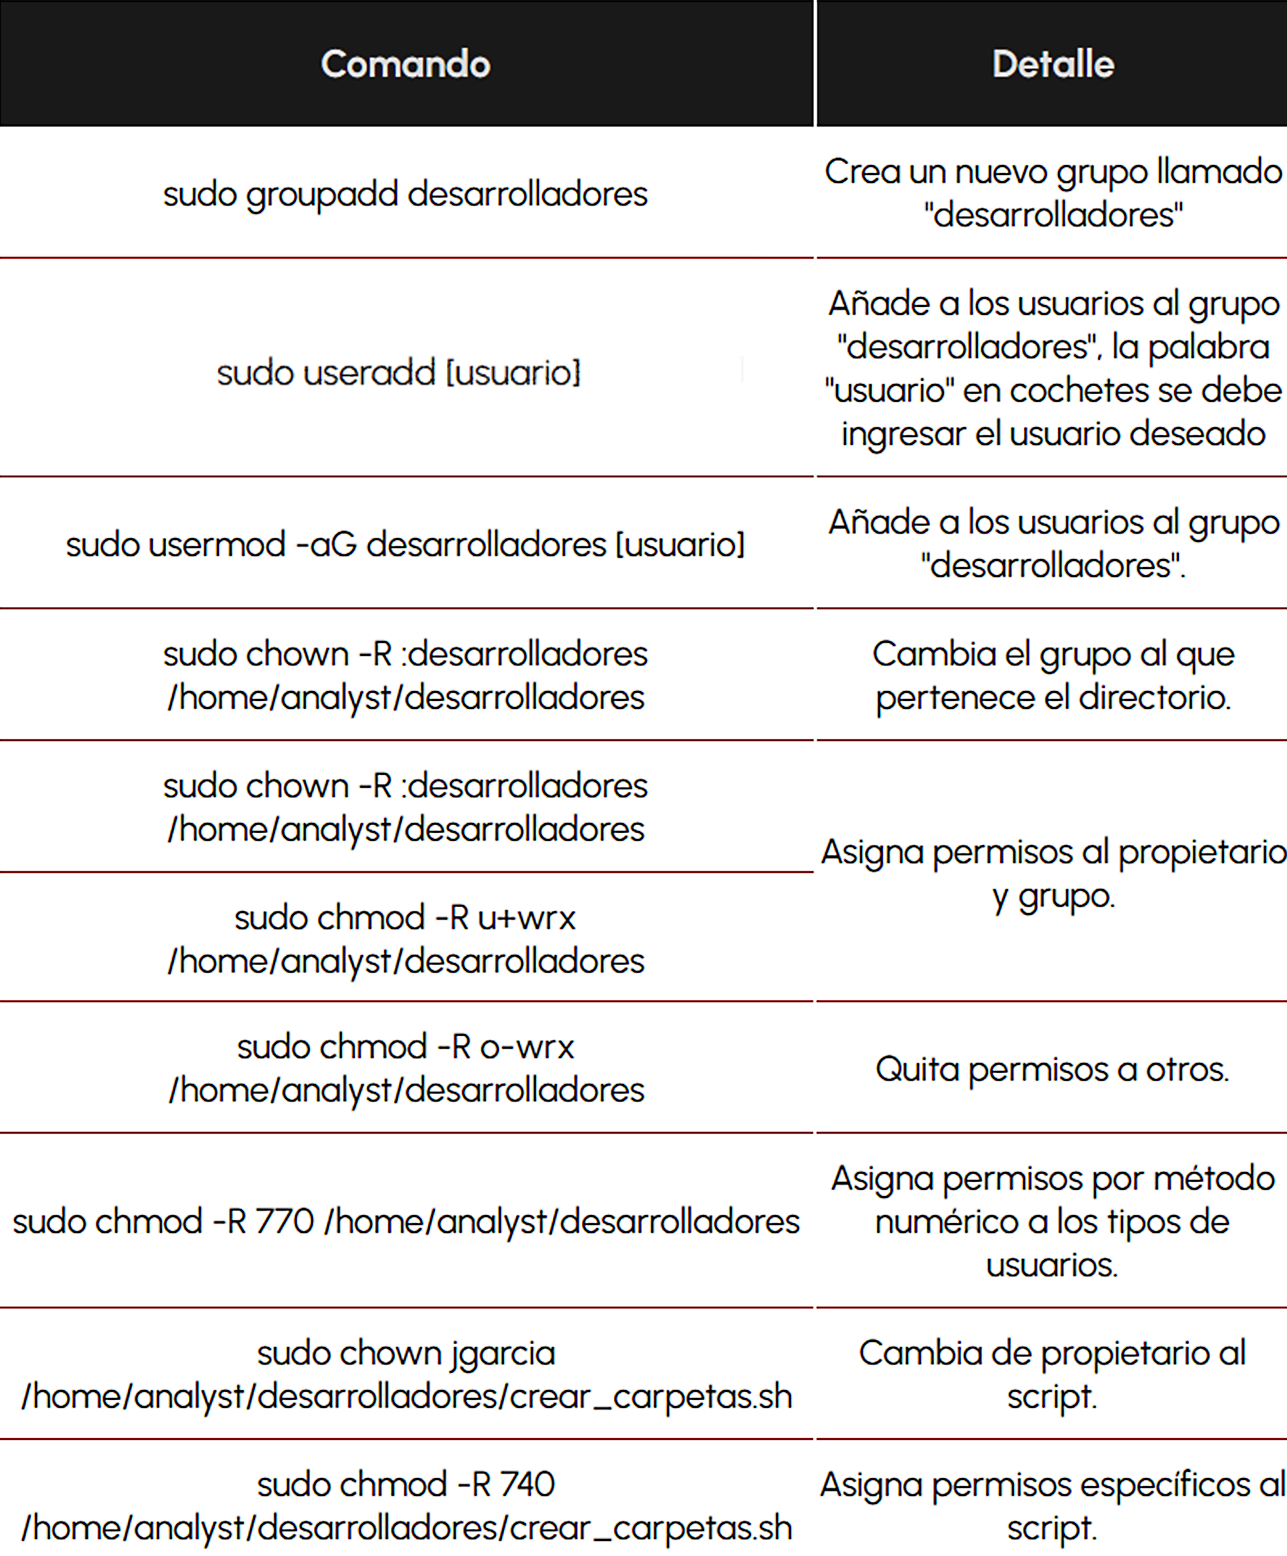 Comando
Detalle
sudo groupadd desarrolladores
Crea un nuevo grupo llamado
"desarrolladores"
sudo useradd [usuario]
Añade a los usuarios al grupo
"desarrolladores", la palabra
"usuario" en cochetes se debe
ingresar el usuario deseado
sudo usermod -aG desarrolladores [usuario]
Añade a los usuarios al grupo
"desarrolladores".
sudo chown -R :desarrolladores
/home/analyst/desarrolladores
Cambia el grupo al que
pertenece el directorio.
sudo chown -R :desarrolladores
/home/analyst/desarrolladores
sudo chmod -R u+wrx
/home/analyst/desarrolladores
Asigna permisos al propietario
y grupo.
sudo chmod -R o-wrx
/home/analyst/desarrolladores
Quita permisos a otros.
sudo chmod -R 770 /home/analyst/desarrolladores
Asigna permisos por método
numérico a los tipos de
usuarios.
sudo chown jgarcia
/home/analyst/desarrolladores/crear_carpetas.sh
Cambia de propietario al
script.
sudo chmod -R 740
/home/analyst/desarrolladores/crear_carpetas.sh
Asigna permisos específicos al
script.